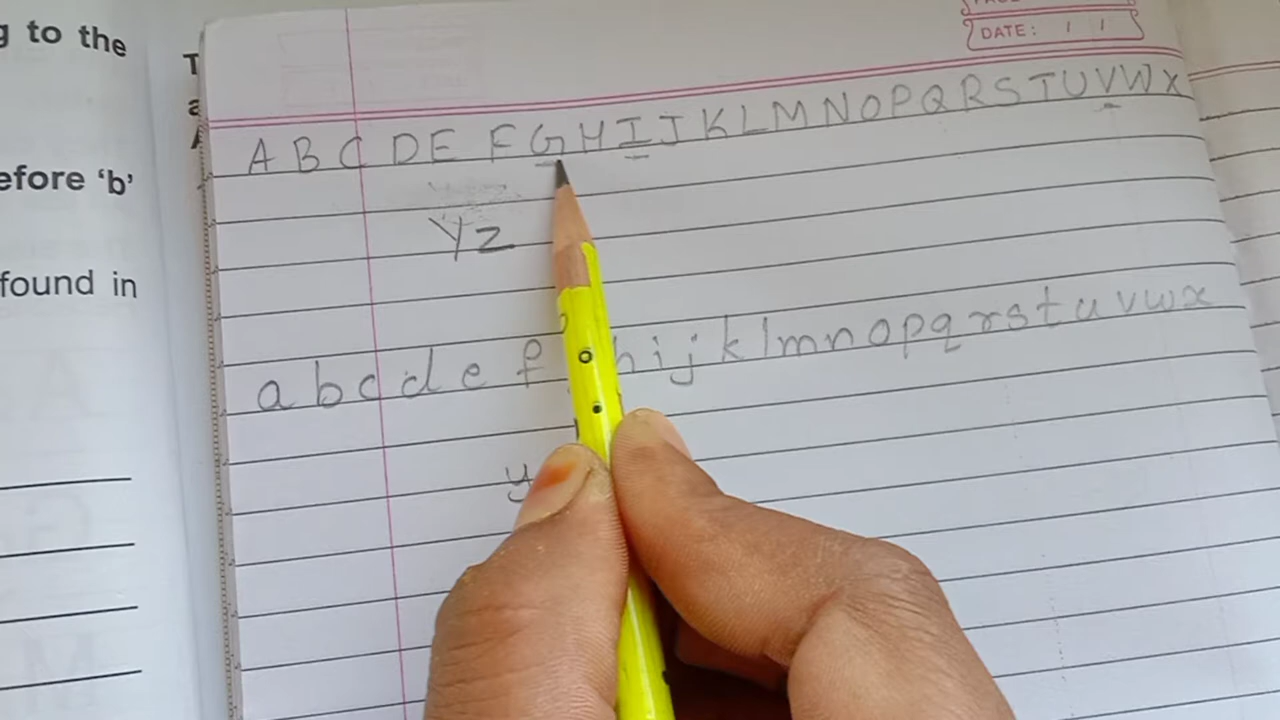 g to the
efore ‘b’
found in
DATE: / /
A B C D E F G H I J K L M N O P Q R S T U V W X
Y Z
a b c d e f h i j k l m n o p q r s t u v w x
y